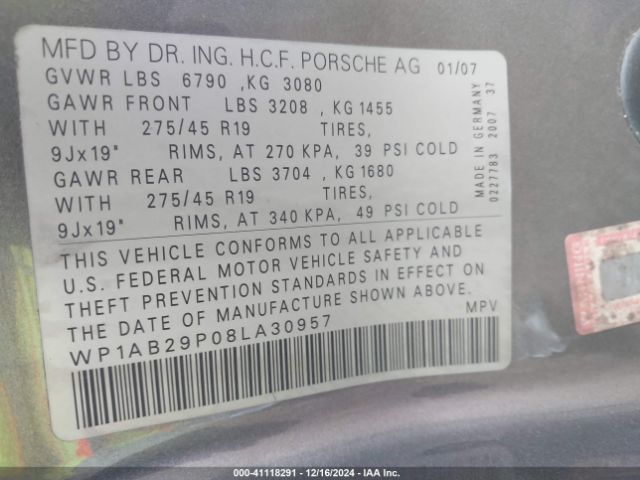 MFD BY DR. ING. H.C.F. PORSCHE AG 01/07
GVWR LBS 6790 ,KG 3080
GAWR FRONT LBS 3208 , KG 1455
WITH 275/45 R19 TIRES,
9Jx19" RIMS, AT 270 KPA, 39 PSI COLD
GAWR REAR LBS 3704 , KG 1680
WITH 275/45 R19 TIRES,
9Jx19" RIMS, AT 340 KPA, 49 PSI COLD
THIS VEHICLE CONFORMS TO ALL APPLICABLE
U.S. FEDERAL MOTOR VEHICLE SAFETY AND
THEFT PREVENTION STANDARDS IN EFFECT ON
THE DATE OF MANUFACTURE SHOWN ABOVE.
WP1AB29P08LA30957 MPV
MADE IN GERMANY
0227783 2007 37
000-41118291 - 12/16/2024 - IAA Inc.